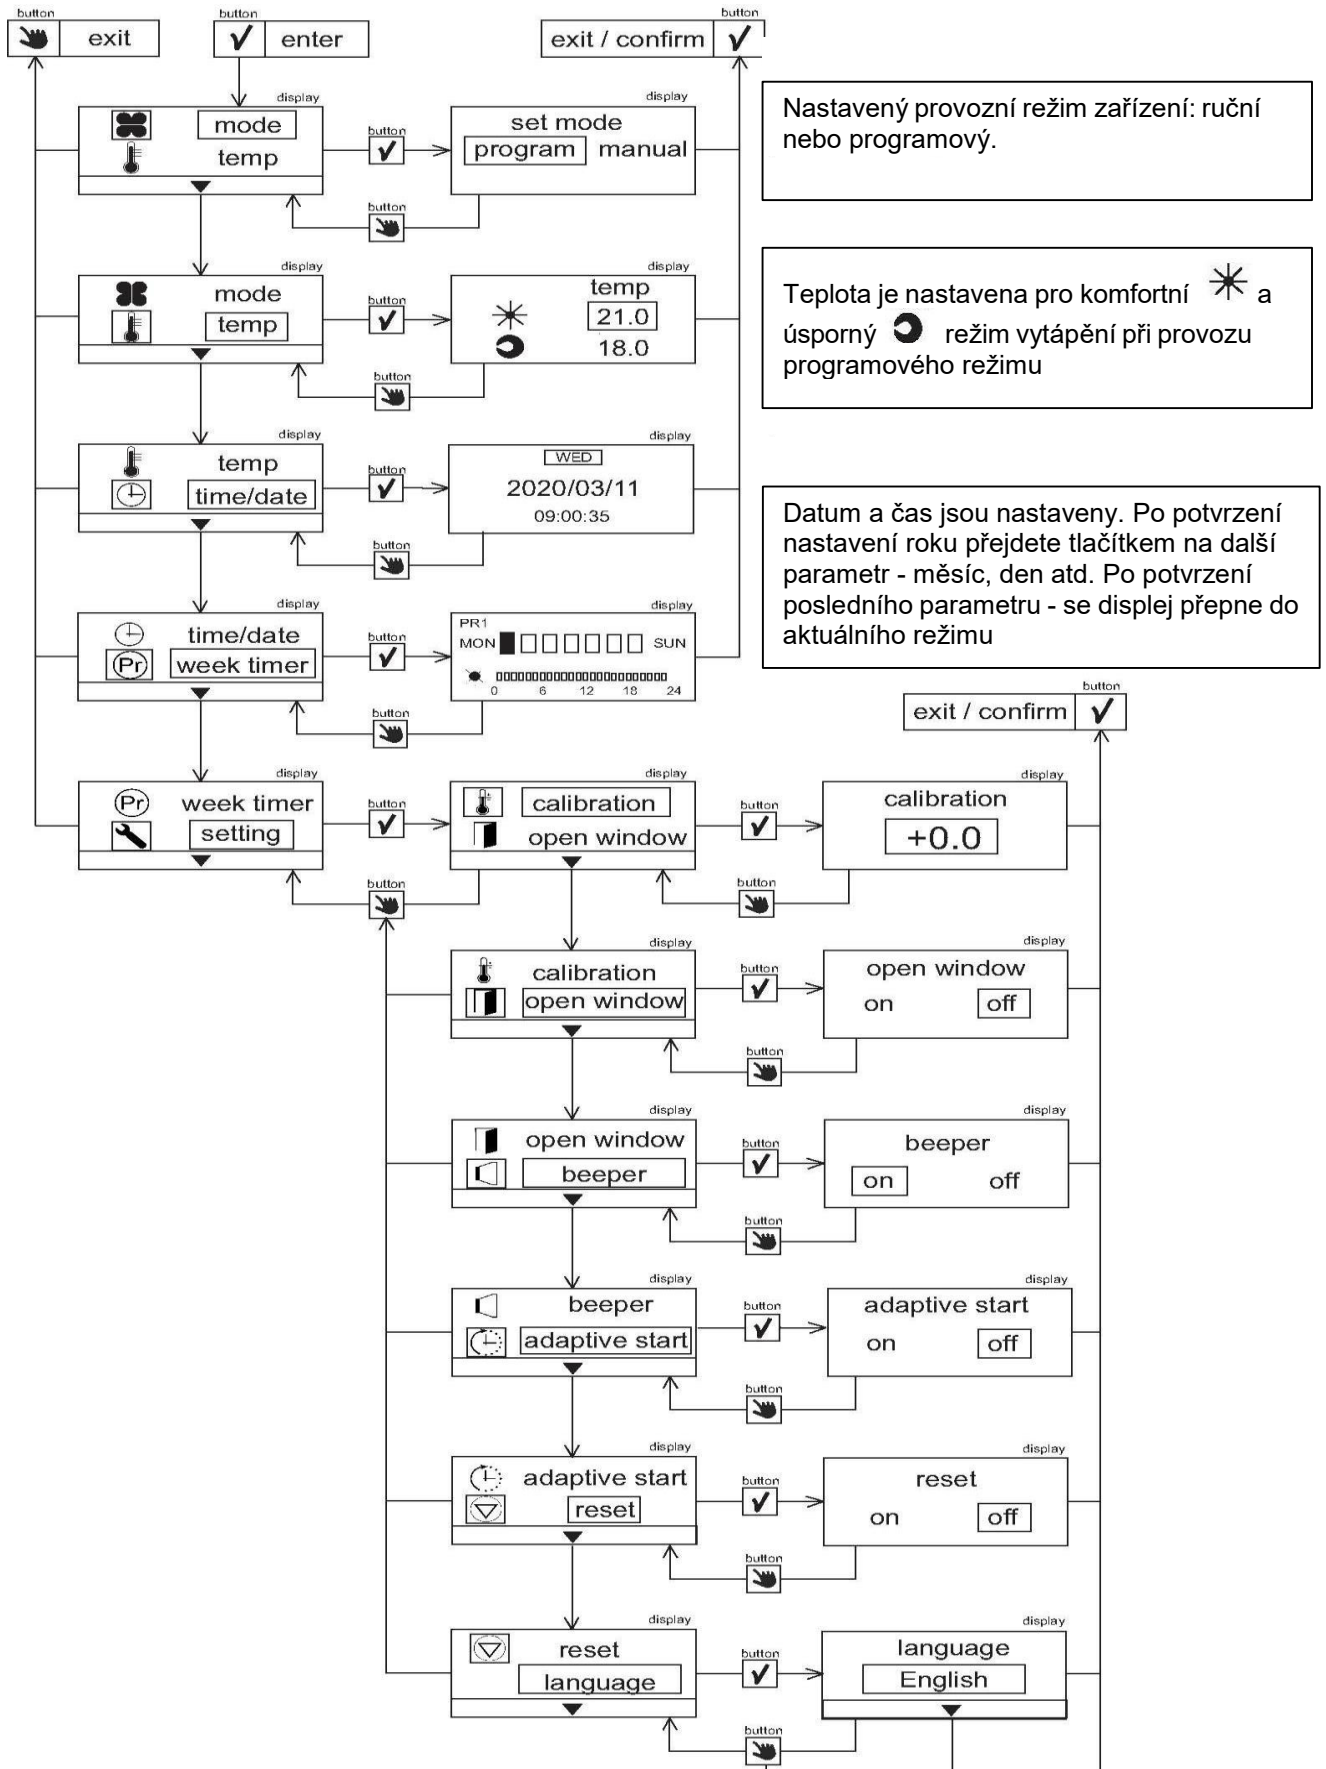 button
exit
button
enter
button
exit / confirm
display
mode
temp
button
display
set mode
program manual
button
Nastavený provozní režim zařízení: ruční
nebo programový.
display
mode
temp
button
display
temp
21.0
18.0
button
Teplota je nastavena pro komfortní a
úsporný režim vytápění při provozu
programového režimu
display
temp
time/date
button
display
WED
2020/03/11
09:00:35
button
Datum a čas jsou nastaveny. Po potvrzení
nastavení roku přejdete tlačítkem na další
parametr - měsíc, den atd. Po potvrzení
posledního parametru - se displej přepne do
aktuálního režimu
display
time/date
Pr week timer
button
display
PR1
MON SUN
0 6 12 18 24
button
button
exit / confirm
display
Pr week timer
setting
button
display
calibration
open window
button
display
calibration
+0.0
button
button
display
calibration
open window
button
display
open window
on off
button
display
open window
beeper
button
display
beeper
on off
button
display
beeper
adaptive start
button
display
adaptive start
on off
button
display
adaptive start
reset
button
display
reset
on off
button
display
reset
language
button
display
language
English
button